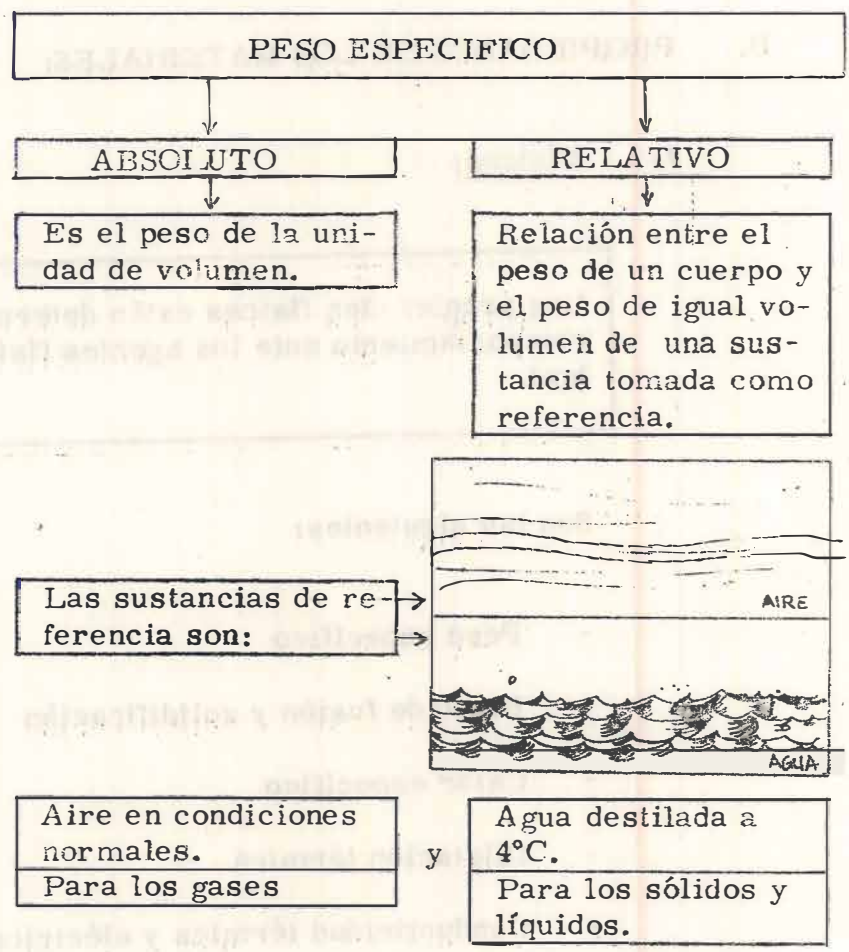 PESO ESPECIFICO
ABSOLUTO
RELATIVO
Es el peso de la uni-
dad de volumen.
Relación entre el
peso de un cuerpo y
el peso de igual vo-
lumen de una sus-
tancia tomada como
referencia.
Las sustancias de re-
ferencia son:
AIRE
AGUA
Aire en condiciones
normales.
Para los gases
y
Agua destilada a
4°C.
Para los sólidos y
líquidos.